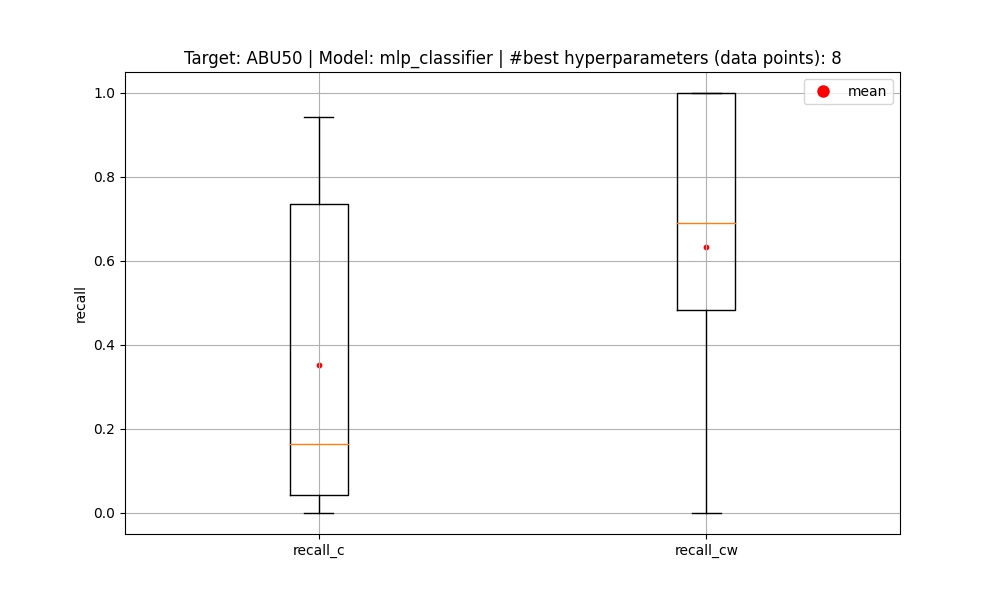 Target: ABU50 | Model: mlp_classifier | #best hyperparameters (data points): 8
mean
1.0
0.8
0.6
0.4
0.2
0.0
recall
recall_c
recall_cw